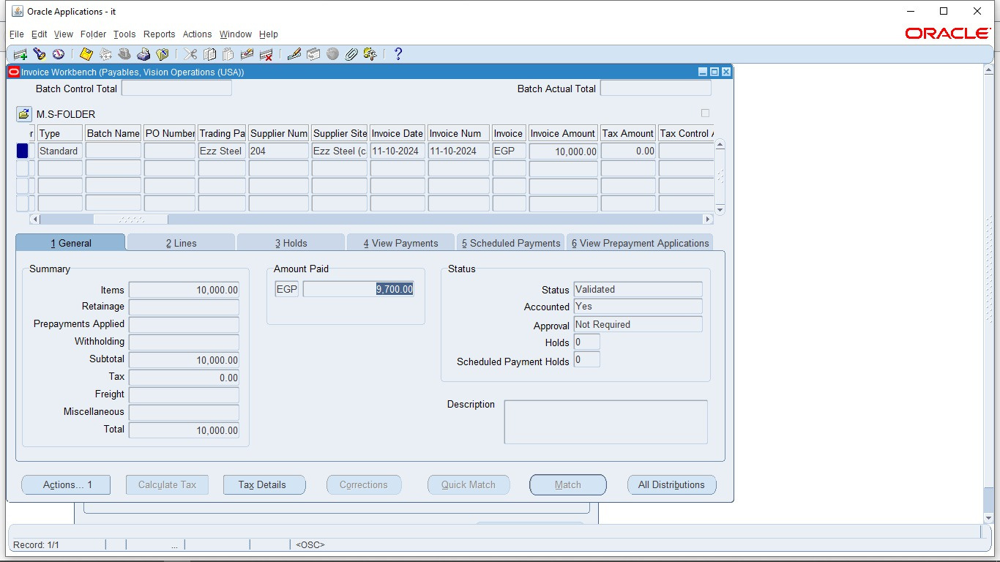 Oracle Applications - it
File Edit View Folder Tools Reports Actions Window Help
ORACLE
Invoice Workbench (Payables, Vision Operations (USA))
Batch Control Total
Batch Actual Total
M.S-FOLDER
r Type Batch Name PO Number Trading Pa Supplier Num Supplier Site Invoice Date Invoice Num Invoice Invoice Amount Tax Amount Tax Control A
Standard Ezz Steel 204 Ezz Steel (c 11-10-2024 11-10-2024 EGP 10,000.00 0.00
1 General 2 Lines 3 Holds 4 View Payments 5 Scheduled Payments 6 View Prepayment Applications
Summary
Items 10,000.00
Retainage
Prepayments Applied
Withholding
Subtotal 10,000.00
Tax 0.00
Freight
Miscellaneous
Total 10,000.00
Amount Paid
EGP 9,700.00
Status
Status Validated
Accounted Yes
Approval Not Required
Holds 0
Scheduled Payment Holds 0
Description
Actions... 1 Calculate Tax Tax Details Corrections Quick Match Match All Distributions
Record: 1/1 ... <OSC>